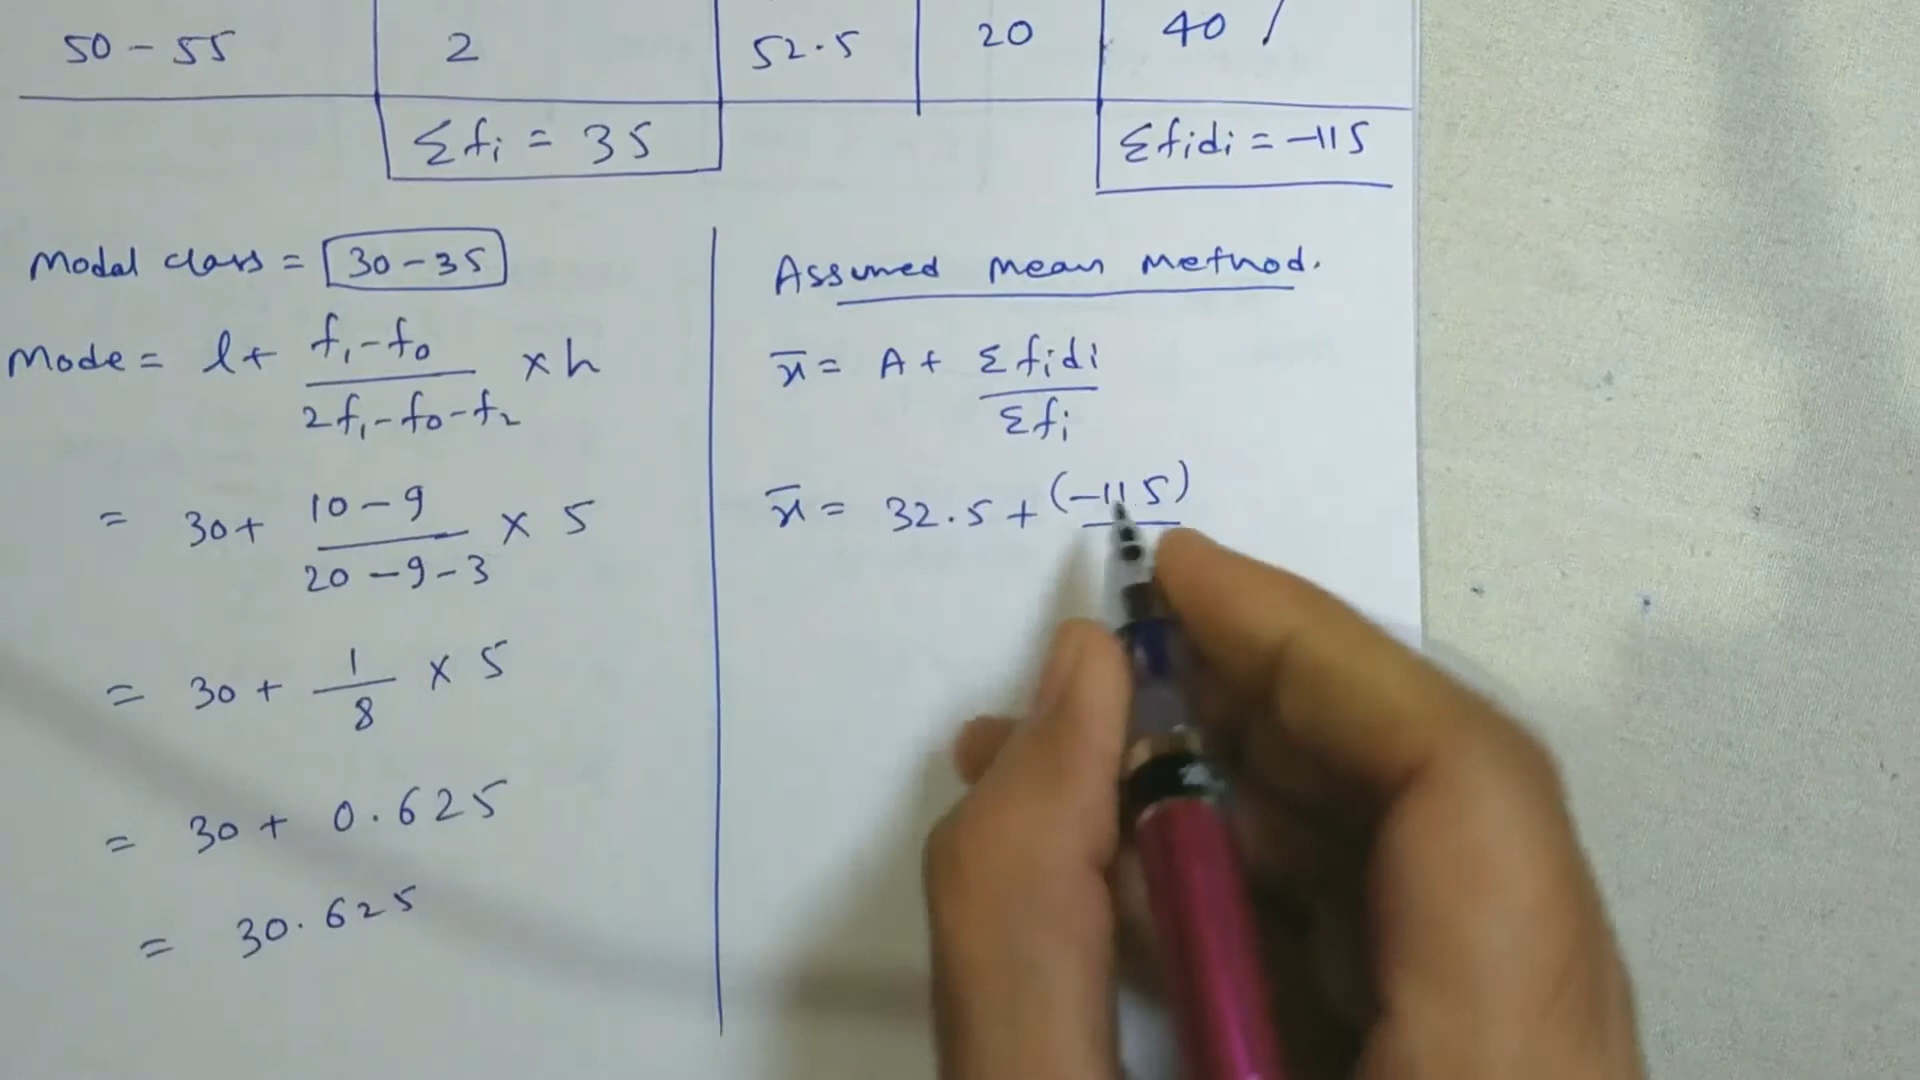 50 - 55 2 52.5 20 40 /
Σfi = 35 Σfidi = -115
Modal class = 30-35
Mode = l + f₁-f₀ / 2f₁-f₀-f₂ × h
= 30 + 10-9 / 20-9-3 × 5
= 30 + 1/8 × 5
= 30 + 0.625
= 30.625
Assumed mean method.
x̄ = A + Σfidi / Σfi
x̄ = 32.5 + (-115)